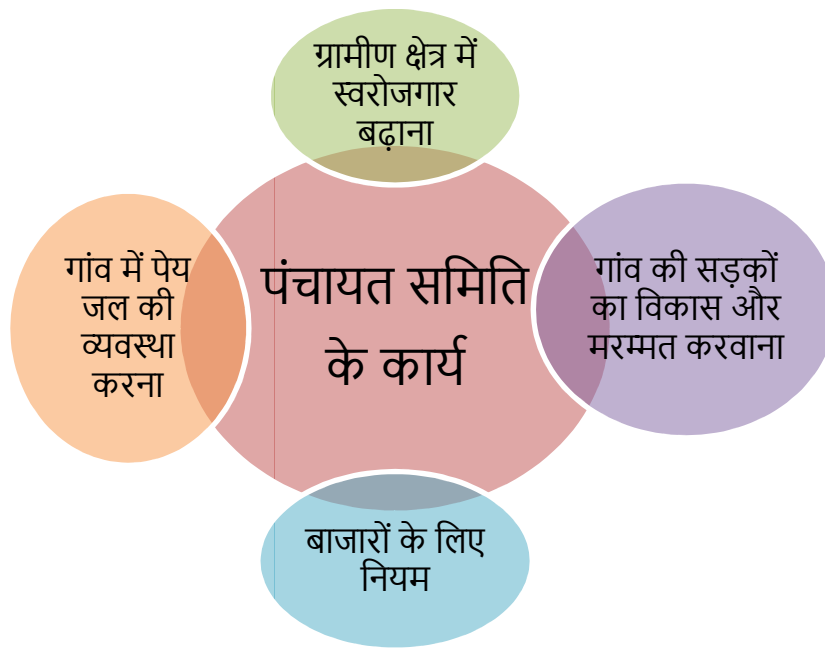 ग्रामीण क्षेत्र में
स्वरोजगार
बढ़ाना
पंचायत समिति
के कार्य
गांव में पेय
जल की
व्यवस्था
करना
गांव की सड़कों
का विकास और
मरम्मत करवाना
बाजारों के लिए
नियम